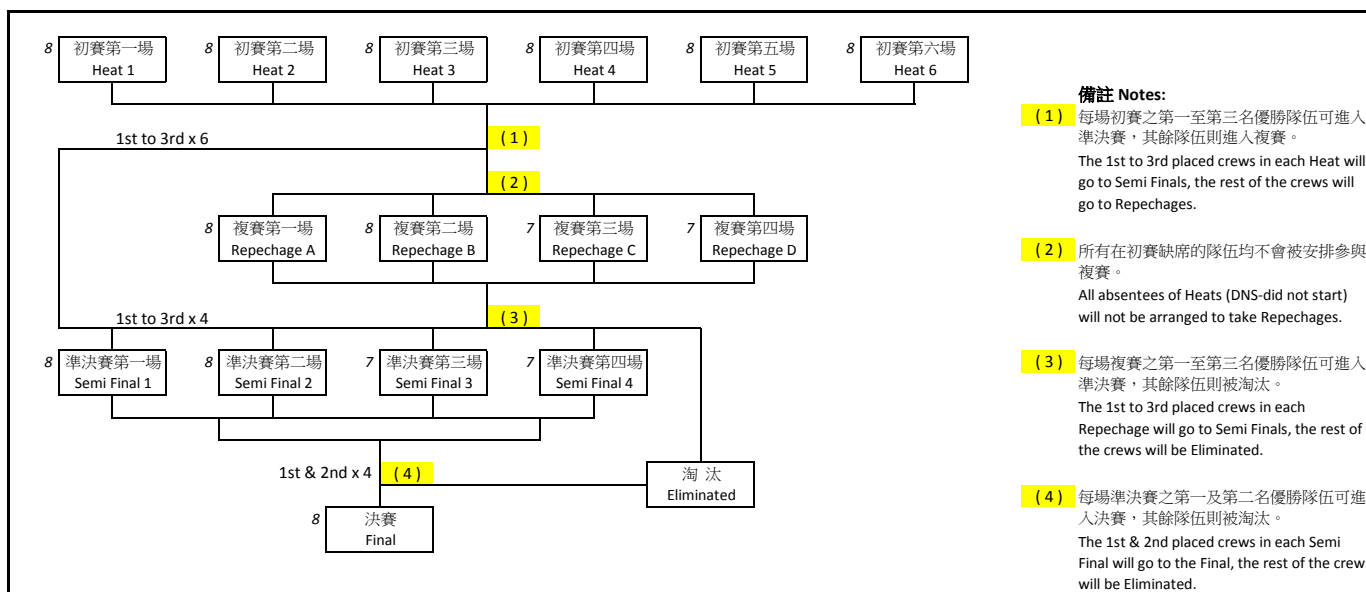 8 初賽第一場 8 初賽第二場 8 初賽第三場 8 初賽第四場 8 初賽第五場 8 初賽第六場
Heat 1 Heat 2 Heat 3 Heat 4 Heat 5 Heat 6
1st to 3rd x 6 ( 1 )
( 2 )
8 複賽第一場 8 複賽第二場 7 複賽第三場 7 複賽第四場
Repechage A Repechage B Repechage C Repechage D
1st to 3rd x 4 ( 3 )
8 準決賽第一場 8 準決賽第二場 7 準決賽第三場 7 準決賽第四場
Semi Final 1 Semi Final 2 Semi Final 3 Semi Final 4
1st & 2nd x 4 ( 4 )
淘 汰
Eliminated
8 決賽
Final
備註 Notes:
( 1 ) 每場初賽之第一至第三名優勝隊伍可進入
準決賽，其餘隊伍則進入複賽。
The 1st to 3rd placed crews in each Heat will
go to Semi Finals, the rest of the crews will
go to Repechages.
( 2 ) 所有在初賽缺席的隊伍均不會被安排參與
複賽。
All absentees of Heats (DNS-did not start)
will not be arranged to take Repechages.
( 3 ) 每場複賽之第一至第三名優勝隊伍可進入
準決賽，其餘隊伍則被淘汰。
The 1st to 3rd placed crews in each
Repechage will go to Semi Finals, the rest of
the crews will be Eliminated.
( 4 ) 每場準決賽之第一及第二名優勝隊伍可進
入決賽，其餘隊伍則被淘汰。
The 1st & 2nd placed crews in each Semi
Final will go to the Final, the rest of the crew
will be Eliminated.